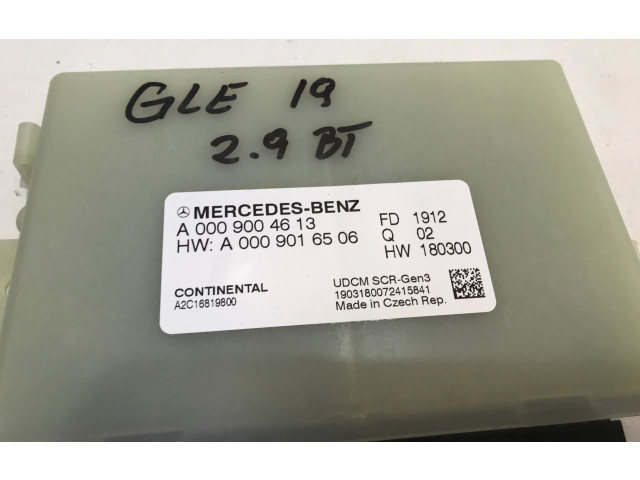 GLE 19
2.9 BT
MERCEDES-BENZ
A 000 900 46 13
HW: A 000 901 65 06
FD 1912
Q 02
HW 180300
CONTINENTAL
A2C16819800
UDCM SCR-Gen3
1903180072415841
Made in Czech Rep.